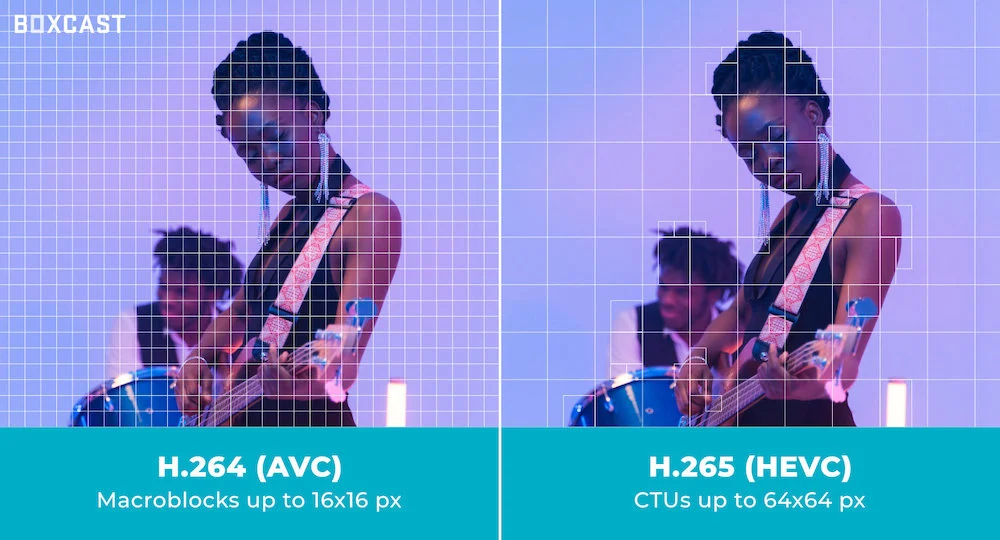 BOXCAST
H.264 (AVC)
Macroblocks up to 16x16 px
H.265 (HEVC)
CTUs up to 64x64 px